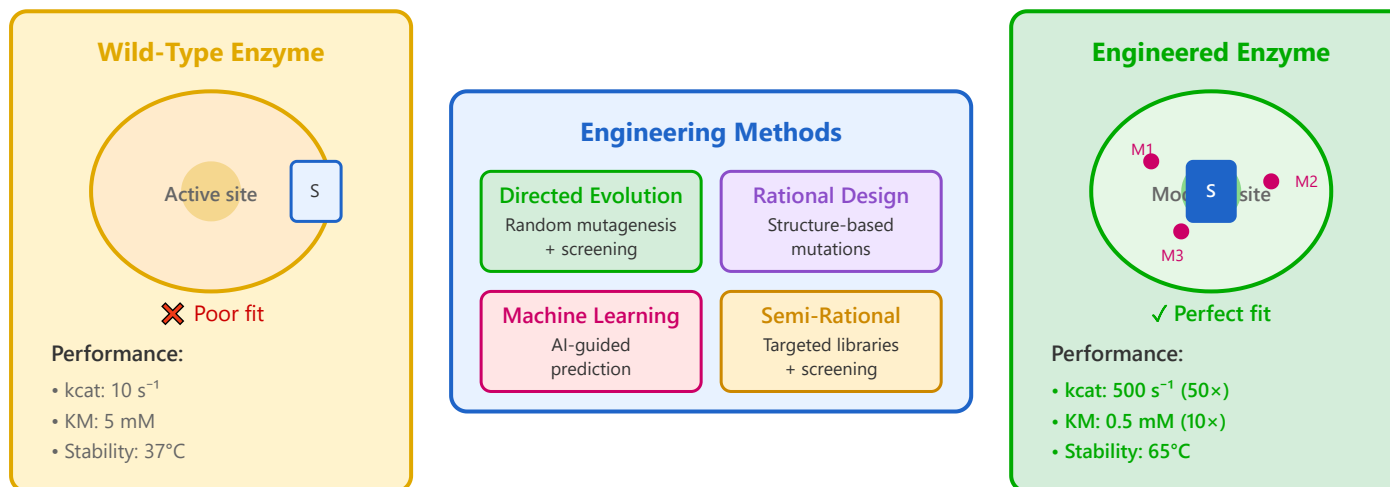 Wild-Type Enzyme
Active site
S
❌ Poor fit
Performance:
• kcat: 10 s⁻¹
• KM: 5 mM
• Stability: 37°C
Engineering Methods
Directed Evolution
Random mutagenesis
+ screening
Rational Design
Structure-based
mutations
Machine Learning
AI-guided
prediction
Semi-Rational
Targeted libraries
+ screening
Engineered Enzyme
M1
M2
S
site
M3
✓ Perfect fit
Performance:
• kcat: 500 s⁻¹ (50×)
• KM: 0.5 mM (10×)
• Stability: 65°C